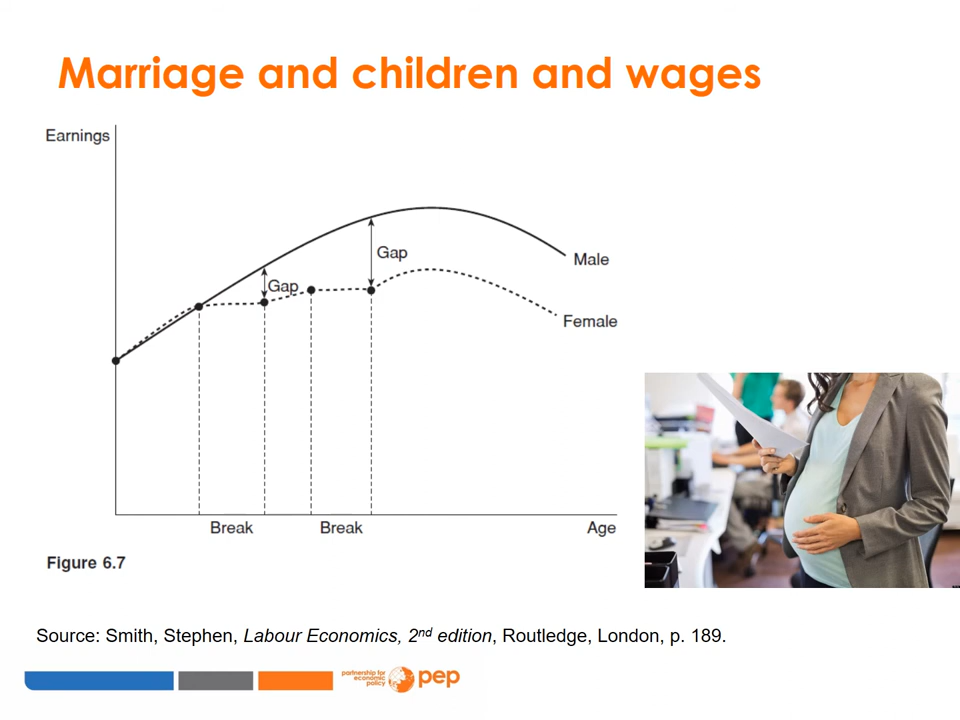 Marriage and children and wages
Earnings
Gap
Male
Gap
Female
Break Break Age
Figure 6.7
Source: Smith, Stephen, Labour Economics, 2nd edition, Routledge, London, p. 189.
partnership for
economic
policy
pep